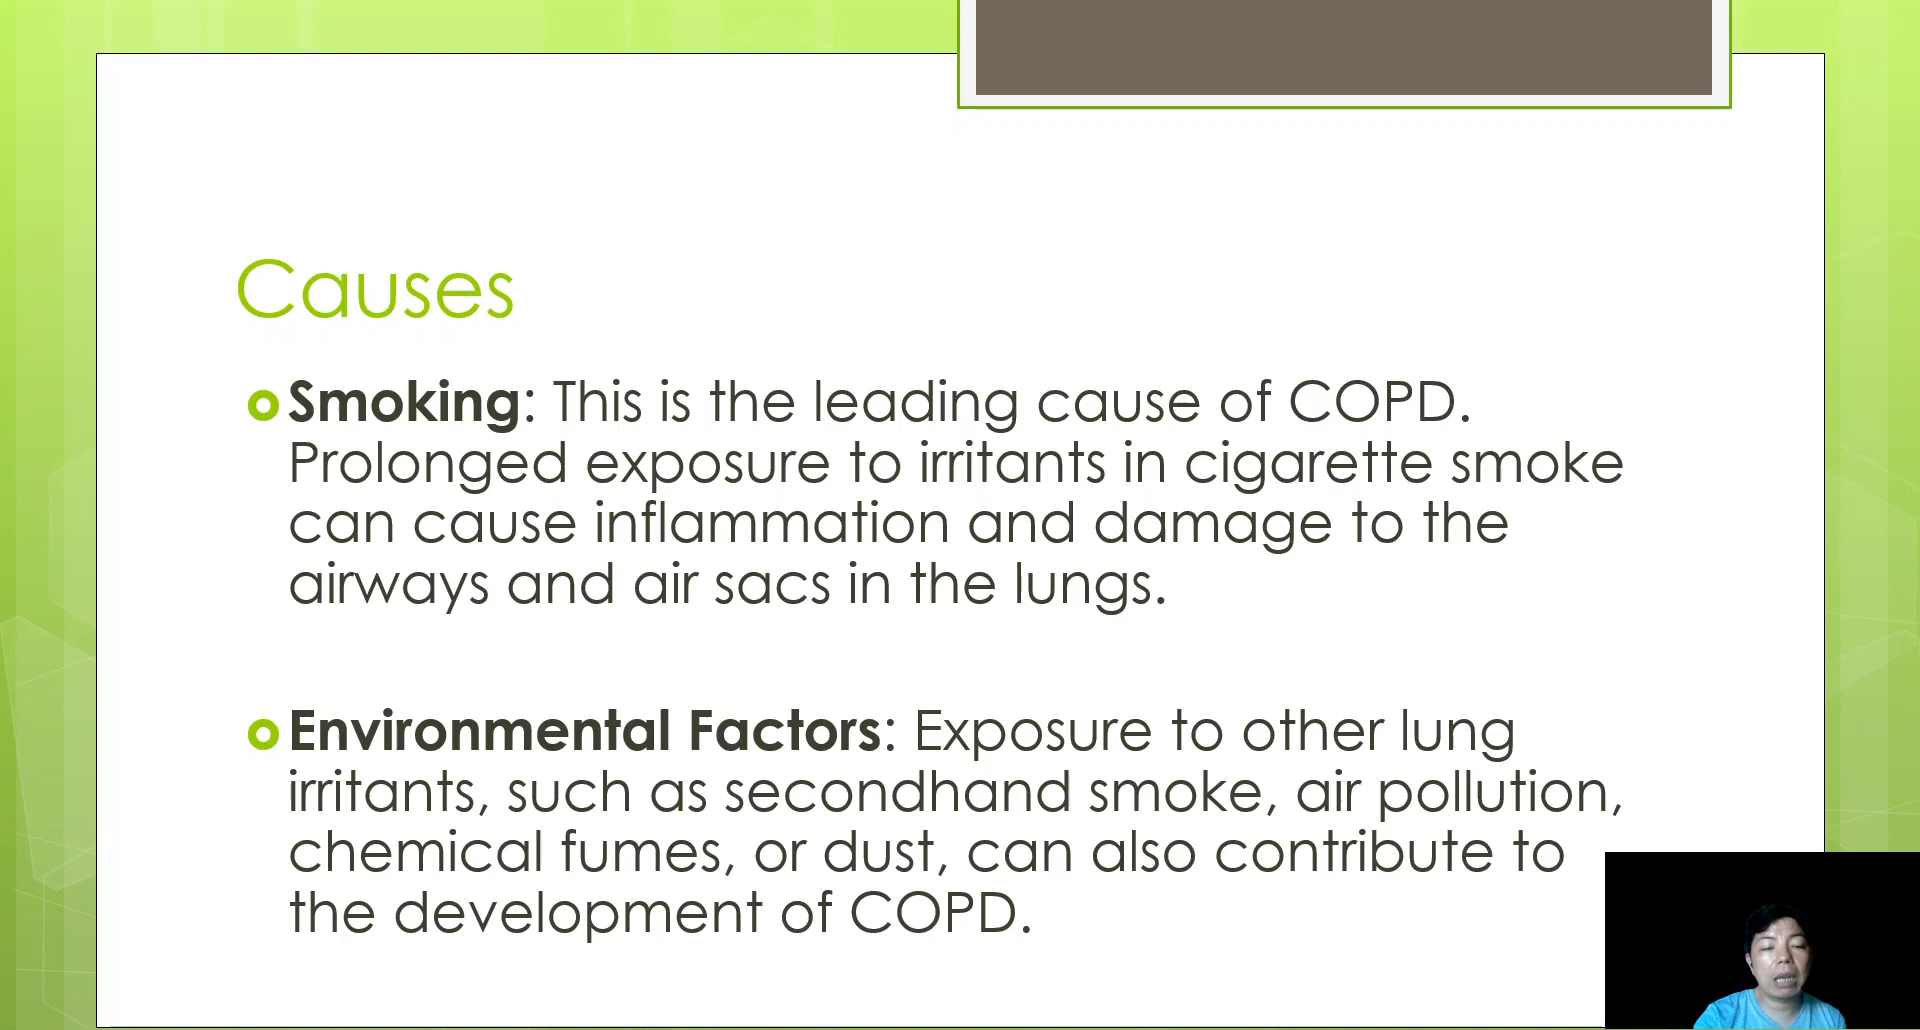 Causes
Smoking: This is the leading cause of COPD.
Prolonged exposure to irritants in cigarette smoke
can cause inflammation and damage to the
airways and air sacs in the lungs.
Environmental Factors: Exposure to other lung
irritants, such as secondhand smoke, air pollution,
chemical fumes, or dust, can also contribute to
the development of COPD.